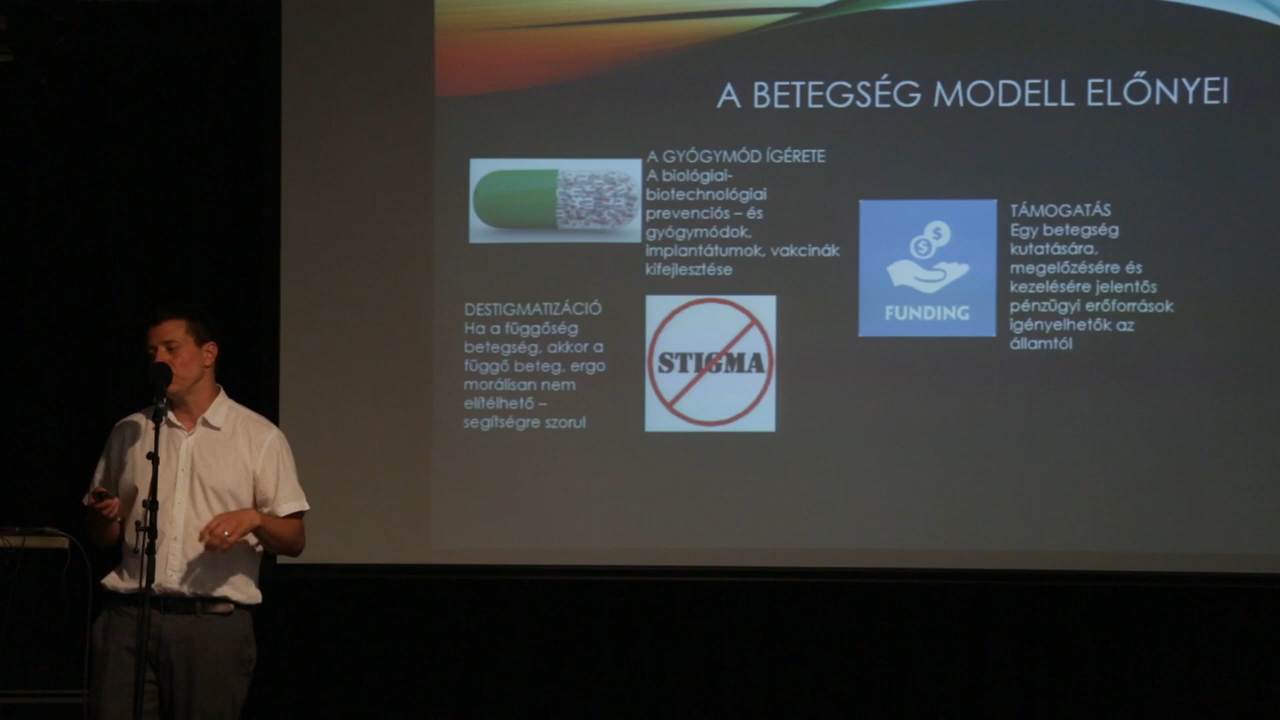 A BETEGSÉG MODELL ELŐNYEI
A GYÓGYMÓD ÍGÉRETE
A biológiai-
biotechnológiai
prevenciós – és
gyógymódok,
implantátumok, vakcinák
kifejlesztése
DESTIGMATIZÁCIÓ
Ha a függőség
betegség, akkor a
függő beteg, ergo
morálisan nem
elítélhető –
segítségre szorul
STIGMA
FUNDING
TÁMOGATÁS
Egy betegség
kutatására,
megelőzésére és
kezelésére jelentős
pénzügyi erőforrások
igényelhetők az
államtól